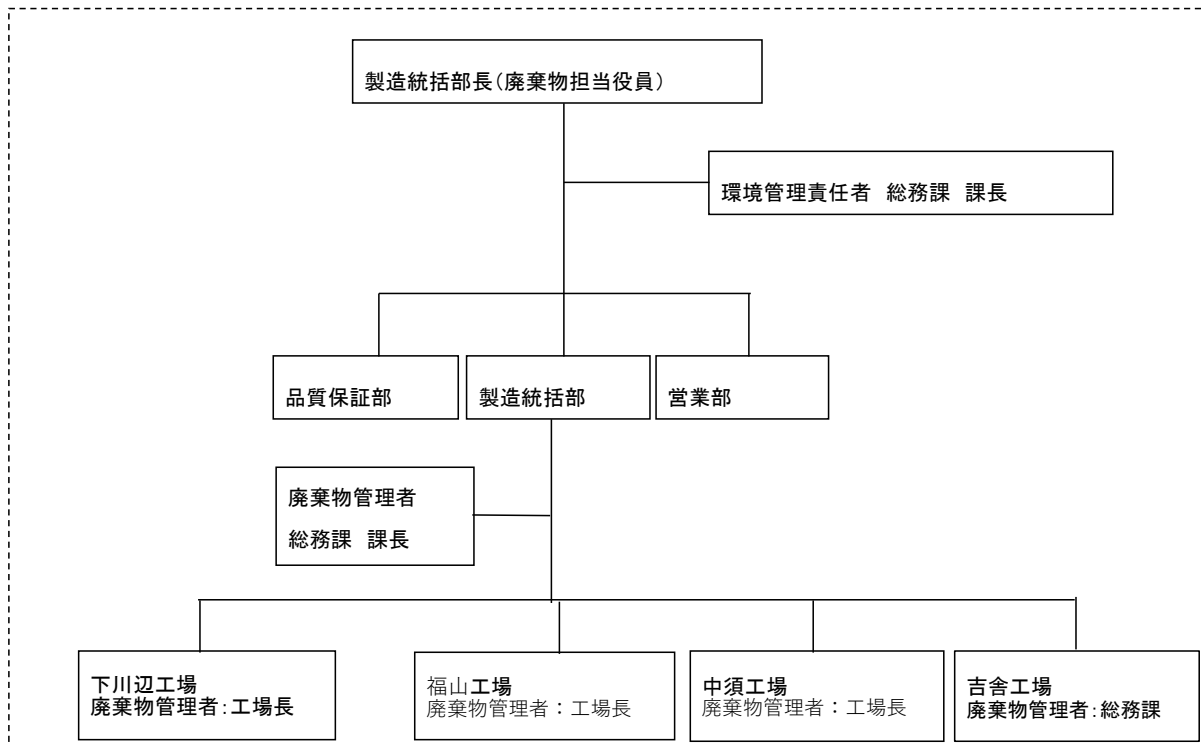 製造統括部長(廃棄物担当役員)
環境管理責任者 総務課 課長
品質保証部
製造統括部
営業部
廃棄物管理者
総務課 課長
下川辺工場
廃棄物管理者:工場長
福山工場
廃棄物管理者：工場長
中須工場
廃棄物管理者：工場長
吉舎工場
廃棄物管理者:総務課